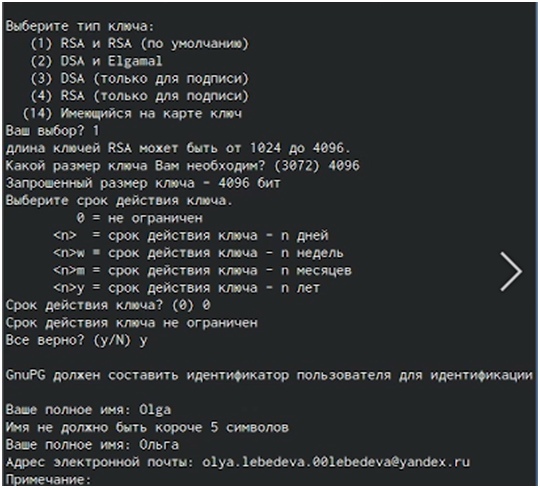 Выберите тип ключа:
(1) RSA и RSA (по умолчанию)
(2) DSA и Elgamal
(3) DSA (только для подписи)
(4) RSA (только для подписи)
(14) Имеющийся на карте ключ
Ваш выбор? 1
длина ключей RSA может быть от 1024 до 4096.
Какой размер ключа Вам необходим? (3072) 4096
Запрошенный размер ключа - 4096 бит
Выберите срок действия ключа.
0 = не ограничен
<n> = срок действия ключа - n дней
<n>w = срок действия ключа - n недель
<n>m = срок действия ключа - n месяцев
<n>y = срок действия ключа - n лет
Срок действия ключа? (0) 0
Срок действия ключа не ограничен
Все верно? (y/N) y
GnuPG должен составить идентификатор пользователя для идентификации
Ваше полное имя: Olga
Имя не должно быть короче 5 символов
Ваше полное имя: Ольга
Адрес электронной почты: olya.lebedeva.00lebedeva@yandex.ru
Примечание: